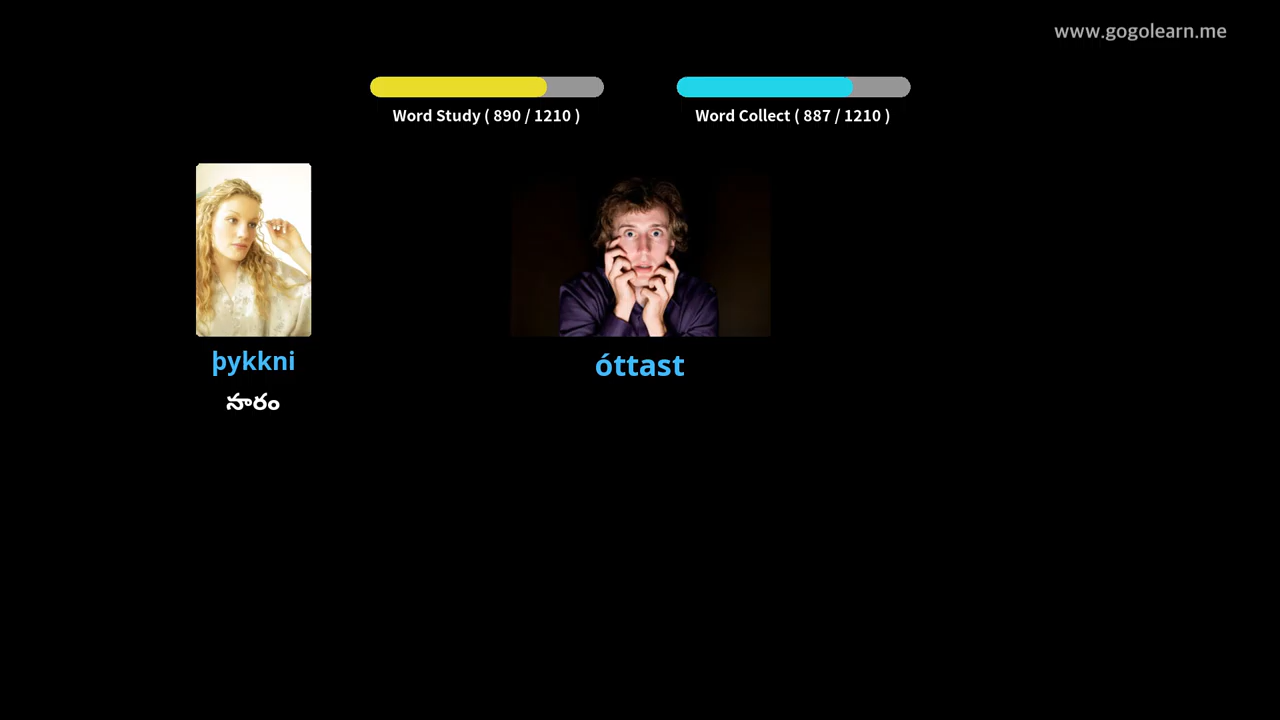 www.gogolearn.me
Word Study ( 890 / 1210 )
Word Collect ( 887 / 1210 )
þykkni
సారం
óttast